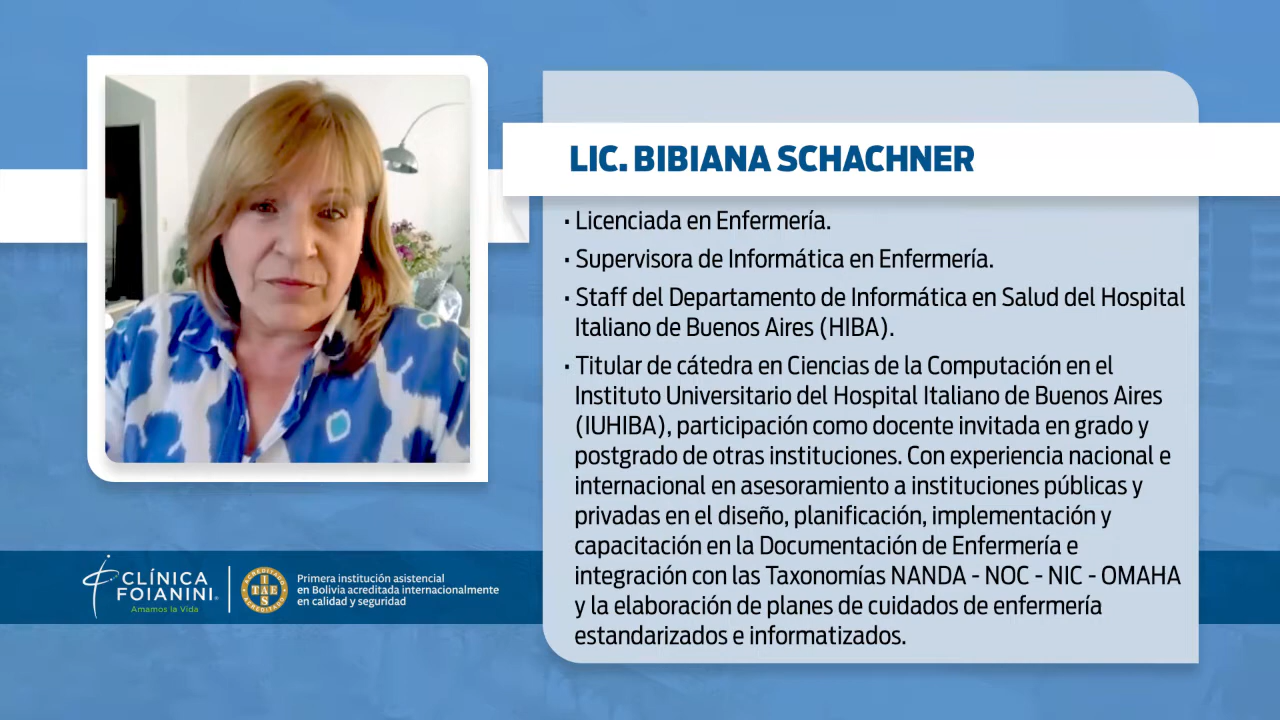 LIC. BIBIANA SCHACHNER
· Licenciada en Enfermería.
· Supervisora de Informática en Enfermería.
· Staff del Departamento de Informática en Salud del Hospital
Italiano de Buenos Aires (HIBA).
· Titular de cátedra en Ciencias de la Computación en el
Instituto Universitario del Hospital Italiano de Buenos Aires
(IUHIBA), participación como docente invitada en grado y
postgrado de otras instituciones. Con experiencia nacional e
internacional en asesoramiento a instituciones públicas y
privadas en el diseño, planificación, implementación y
capacitación en la Documentación de Enfermería e
integración con las Taxonomías NANDA - NOC - NIC - OMAHA
y la elaboración de planes de cuidados de enfermería
estandarizados e informatizados.
CLÍNICA
FOIANINI®
Amamos la Vida
ACREDITADO
ITAES
ACREDITADO
Primera institución asistencial
en Bolivia acreditada internacionalmente
en calidad y seguridad